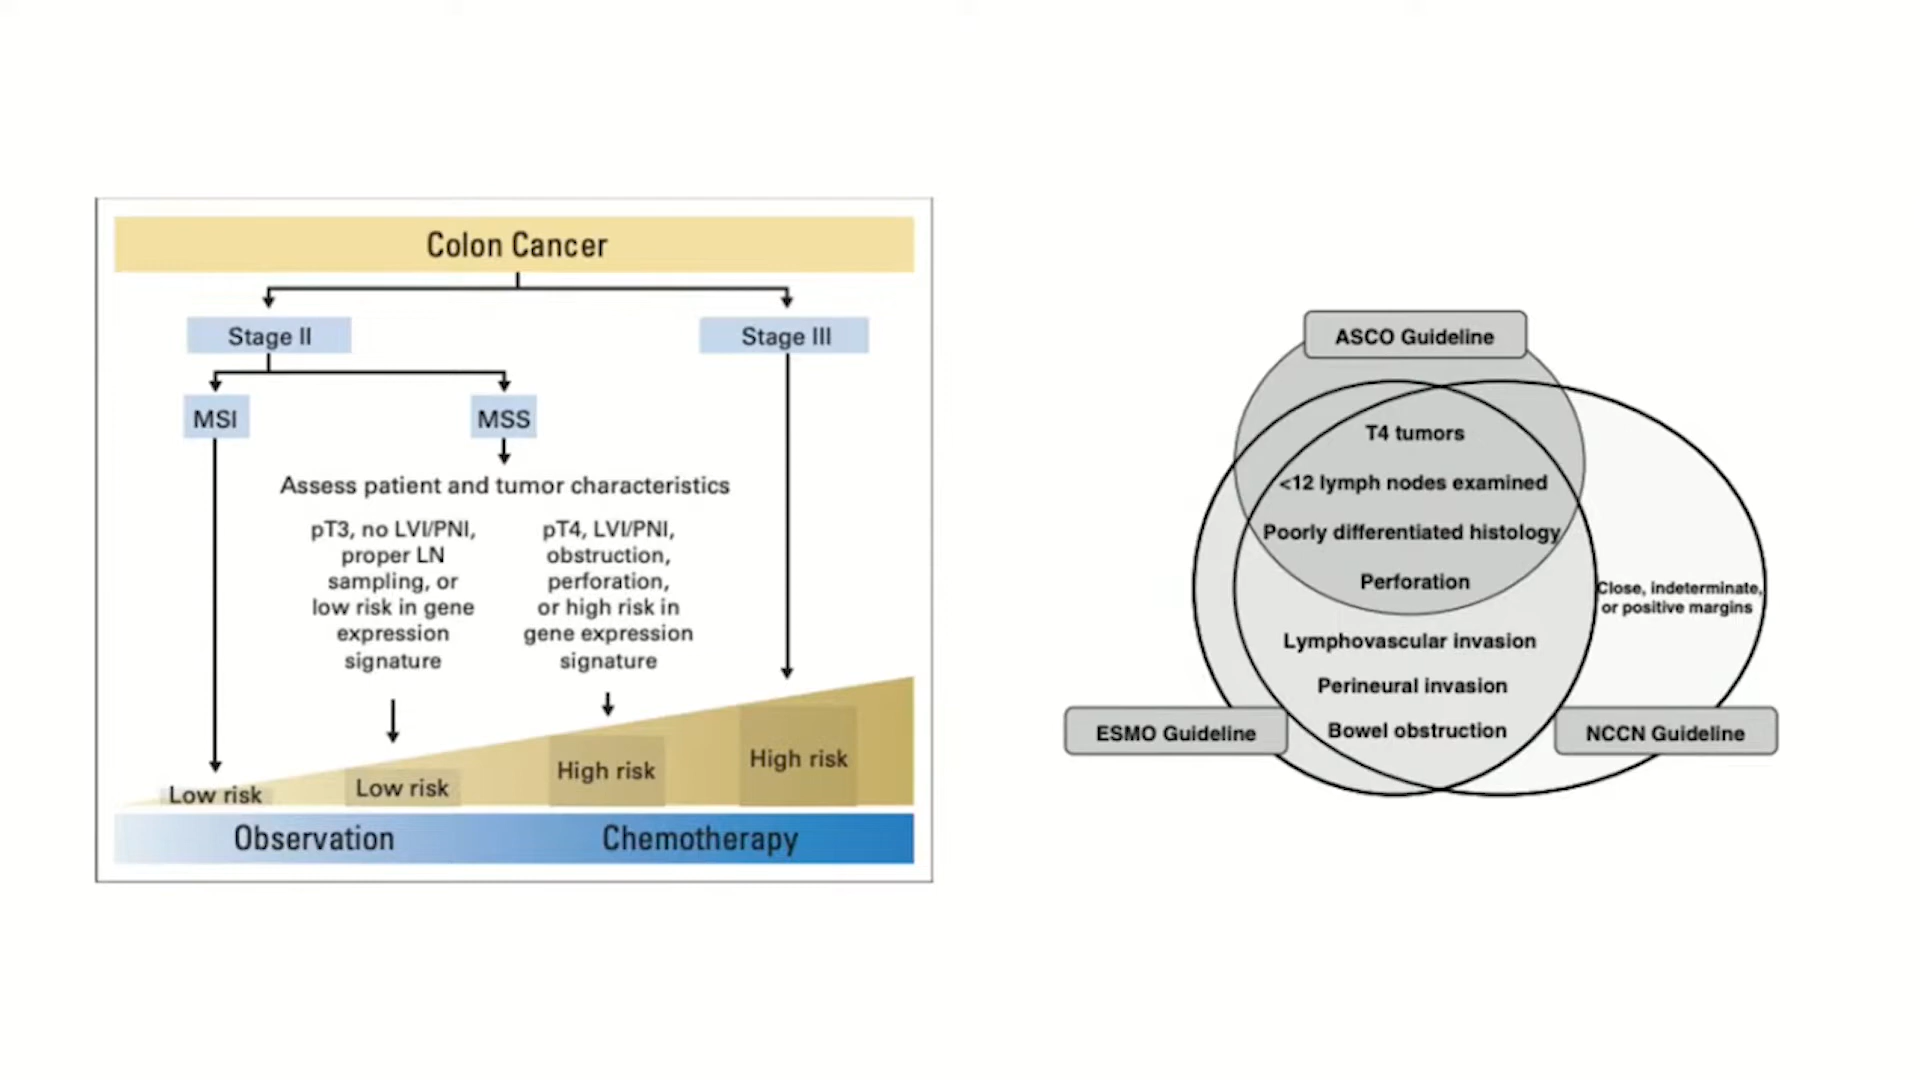 Colon Cancer
Stage II
Stage III
MSI
MSS
Assess patient and tumor characteristics
pT3, no LVI/PNI,
proper LN
sampling, or
low risk in gene
expression
signature
pT4, LVI/PNI,
obstruction,
perforation,
or high risk in
gene expression
signature
Low risk
Low risk
High risk
High risk
Observation
Chemotherapy
ASCO Guideline
T4 tumors
<12 lymph nodes examined
Poorly differentiated histology
Perforation
Close, indeterminate,
or positive margins
Lymphovascular invasion
Perineural invasion
Bowel obstruction
ESMO Guideline
NCCN Guideline